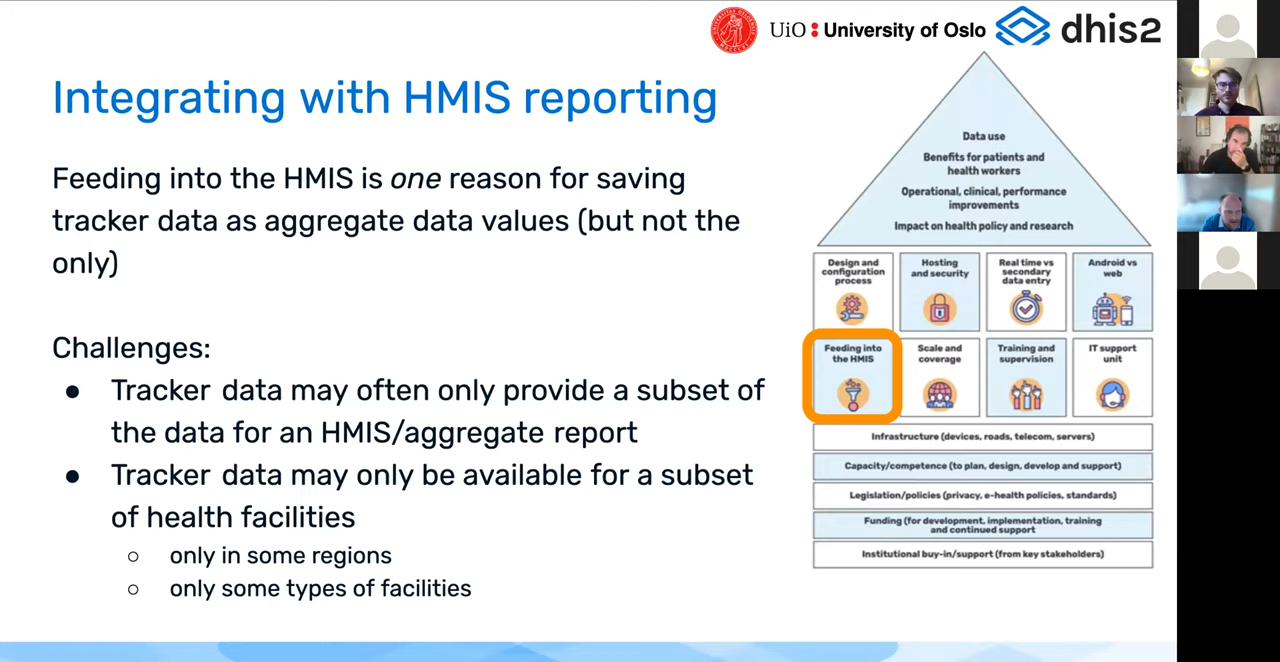 UiO : University of Oslo
dhis2
Integrating with HMIS reporting
Feeding into the HMIS is one reason for saving
tracker data as aggregate data values (but not the
only)
Challenges:
● Tracker data may often only provide a subset of
the data for an HMIS/aggregate report
● Tracker data may only be available for a subset
of health facilities
○ only in some regions
○ only some types of facilities
Data use
Benefits for patients and
health workers
Operational, clinical, performance
improvements
Impact on health policy and research
Design and
configuration
process
Hosting
and security
Real time vs
secondary
data entry
Android vs
web
Feeding into
the HMIS
Scale and
coverage
Training and
supervision
IT support
unit
Infrastructure (devices, roads, telecom, servers)
Capacity/competence (to plan, design, develop and support)
Legislation/policies (privacy, e-health policies, standards)
Funding (for development, implementation, training
and continued support
Institutional buy-in/support (from key stakeholders)